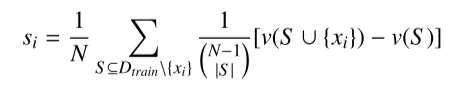 $s_i = \frac{1}{N} \sum_{S \subseteq D_{train} \setminus \{x_i\}} \frac{1}{\binom{N-1}{|S|}} [v(S \cup \{x_i\}) - v(S)]$